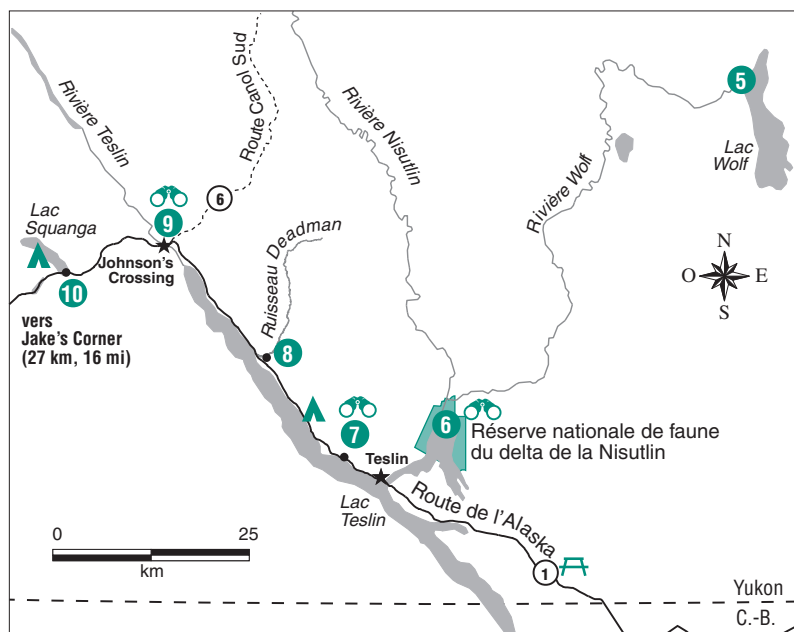 5
Lac
Wolf
Rivière Teslin
Route Canol Sud
Rivière Nisutlin
Rivière Wolf
6
Lac
Squanga
9
Johnson's
Crossing
Ruisseau Deadman
N
O
E
S
10
vers
Jake's Corner
(27 km, 16 mi)
8
7
6
Réserve nationale de faune
du delta de la Nisutlin
Teslin
Lac
Teslin
Route de l'Alaska
1
0
25
km
Yukon
C.-B.